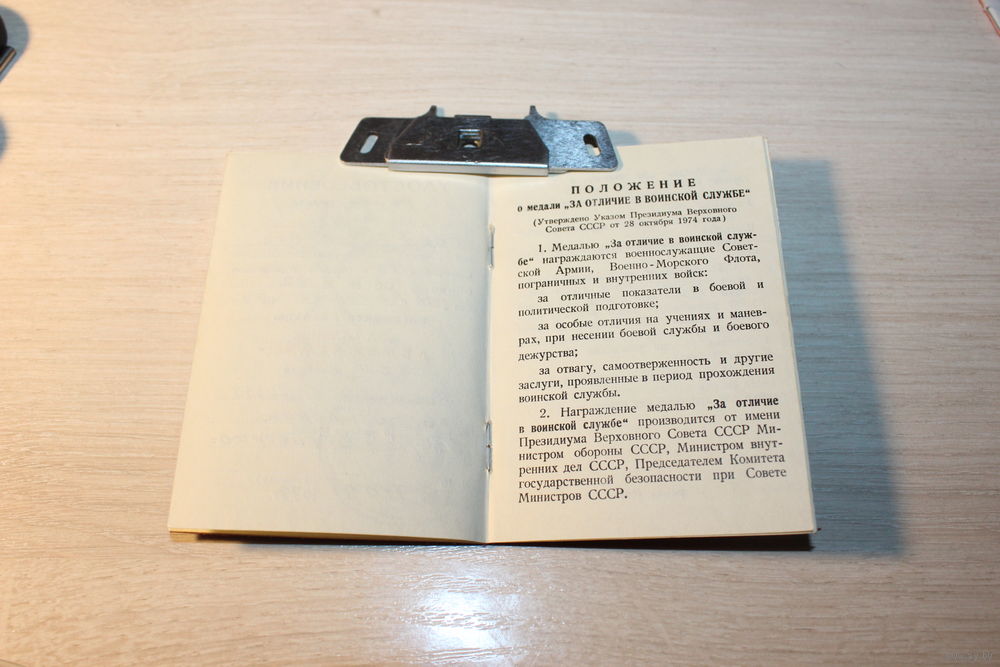 ПОЛОЖЕНИЕ
о медали „ЗА ОТЛИЧИЕ В ВОИНСКОЙ СЛУЖБЕ“
(Утверждено Указом Президиума Верховного
Совета СССР от 28 октября 1974 года)
1. Медалью „За отличие в воинской служ-
бе“ награждаются военнослужащие Совет-
ской Армии, Военно-Морского Флота,
пограничных и внутренних войск:
за отличные показатели в боевой и
политической подготовке;
за особые отличия на учениях и манев-
рах, при несении боевой службы и боевого
дежурства;
за отвагу, самоотверженность и другие
заслуги, проявленные в период прохождения
воинской службы.
2. Награждение медалью „За отличие
в воинской службе“ производится от имени
Президиума Верховного Совета СССР Ми-
нистром обороны СССР, Министром внут-
ренних дел СССР, Председателем Комитета
государственной безопасности при Совете
Министров СССР.